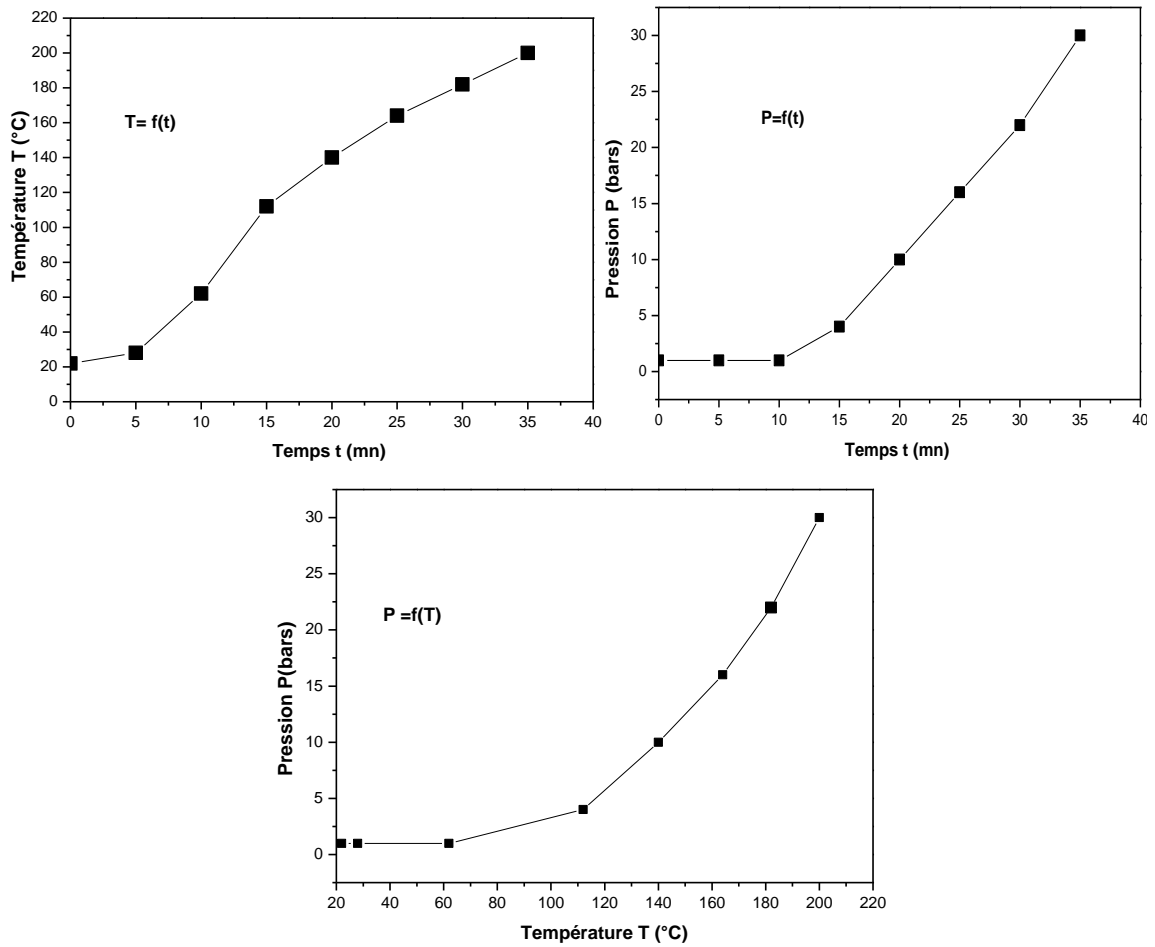 220
200
180
160
140
120
100
80
60
40
20
0
Température T (°C)
T= f(t)
0 5 10 15 20 25 30 35 40
Temps t (mn)
30
25
20
15
10
5
0
Pression P (bars)
P=f(t)
0 5 10 15 20 25 30 35 40
Temps t (mn)
30
25
20
15
10
5
0
Pression P(bars)
P =f(T)
20 40 60 80 100 120 140 160 180 200 220
Température T (°C)